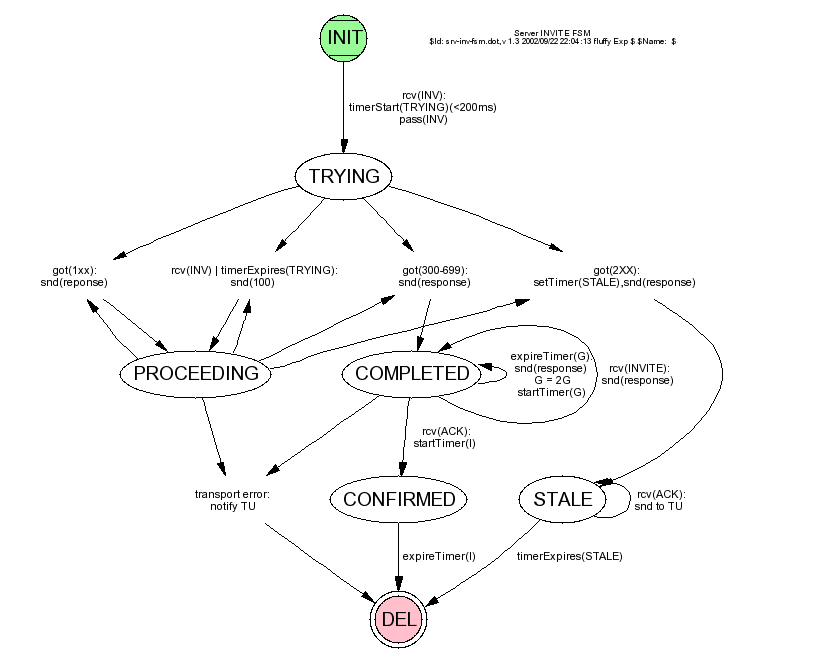 INIT
Server INVITE FSM
$Id: srv-inv-fsm.dot,v 1.3 2002/09/22 22:04:13 fluffy Exp $ $Name:  $
rcv(INV):
timerStart(TRYING)(<200ms)
pass(INV)
TRYING
got(1xx):
snd(reponse)
rcv(INV) | timerExpires(TRYING):
snd(100)
got(300-699):
snd(response)
got(2XX):
setTimer(STALE),snd(response)
PROCEEDING
COMPLETED
expireTimer(G):
snd(response)
G = 2G
startTimer(G)
rcv(INVITE):
snd(response)
rcv(ACK):
startTimer(I)
transport error:
notify TU
CONFIRMED
STALE
rcv(ACK):
snd to TU
expireTimer(I)
timerExpires(STALE)
DEL